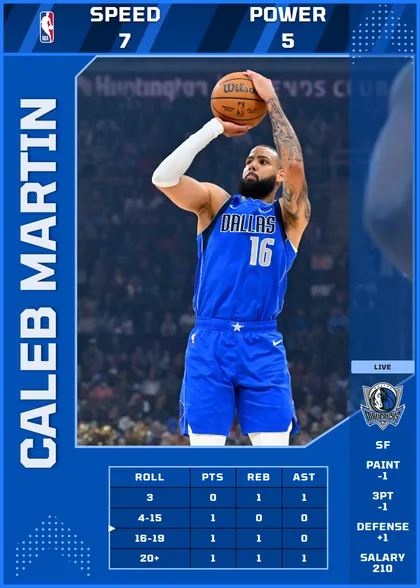 SPEED
7
POWER
5
CALEB MARTIN
Huntington
Wilson
DALLAS
16
LIVE
MAVERICKS
SF
PAINT
-1
3PT
-1
DEFENSE
+1
SALARY
210
ROLL PTS REB AST
3 0 1 1
4-15 1 0 0
16-19 1 1 0
20+ 1 1 1